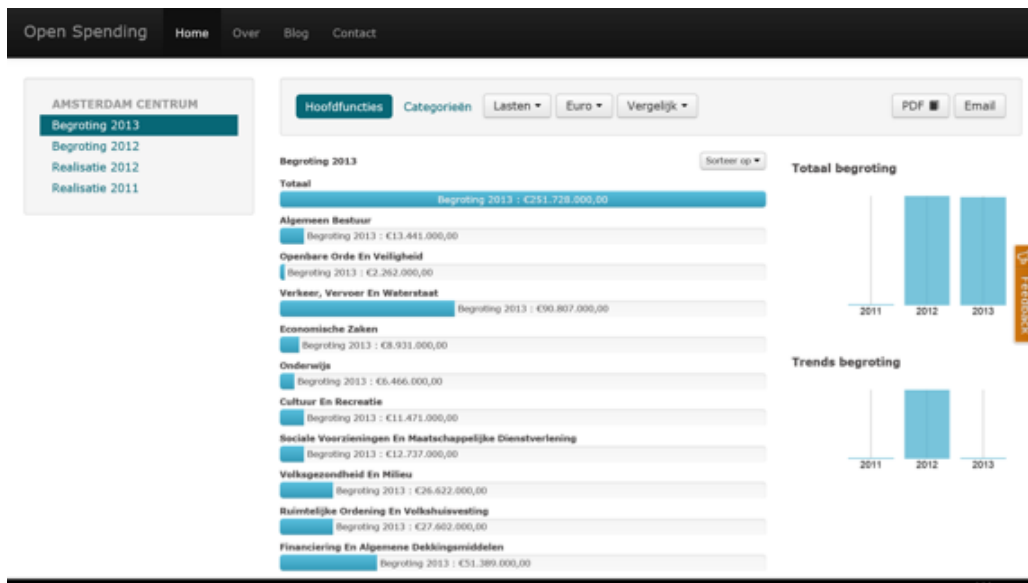 Open Spending Home Over Blog Contact
AMSTERDAM CENTRUM
Begroting 2013
Begroting 2012
Realisatie 2012
Realisatie 2011
Hoofdfuncties Categorieën Lasten Euro Vergelijk PDF Email
Begroting 2013 Sorteer op
Totaal
Begroting 2013 : €251.728.000,00
Algemeen Bestuur
Begroting 2013 : €13.441.000,00
Openbare Orde En Veiligheid
Begroting 2013 : €2.262.000,00
Verkeer, Vervoer En Waterstaat
Begroting 2013 : €90.807.000,00
Economische Zaken
Begroting 2013 : €8.931.000,00
Onderwijs
Begroting 2013 : €6.466.000,00
Cultuur En Recreatie
Begroting 2013 : €11.471.000,00
Sociale Voorzieningen En Maatschappelijke Dienstverlening
Begroting 2013 : €12.737.000,00
Volksgezondheid En Milieu
Begroting 2013 : €26.622.000,00
Ruimtelijke Ordening En Volkshuisvesting
Begroting 2013 : €27.602.000,00
Financiering En Algemene Dekkingsmiddelen
Begroting 2013 : €51.389.000,00
Totaal begroting
2011 2012 2013
Trends begroting
2011 2012 2013
Feedback